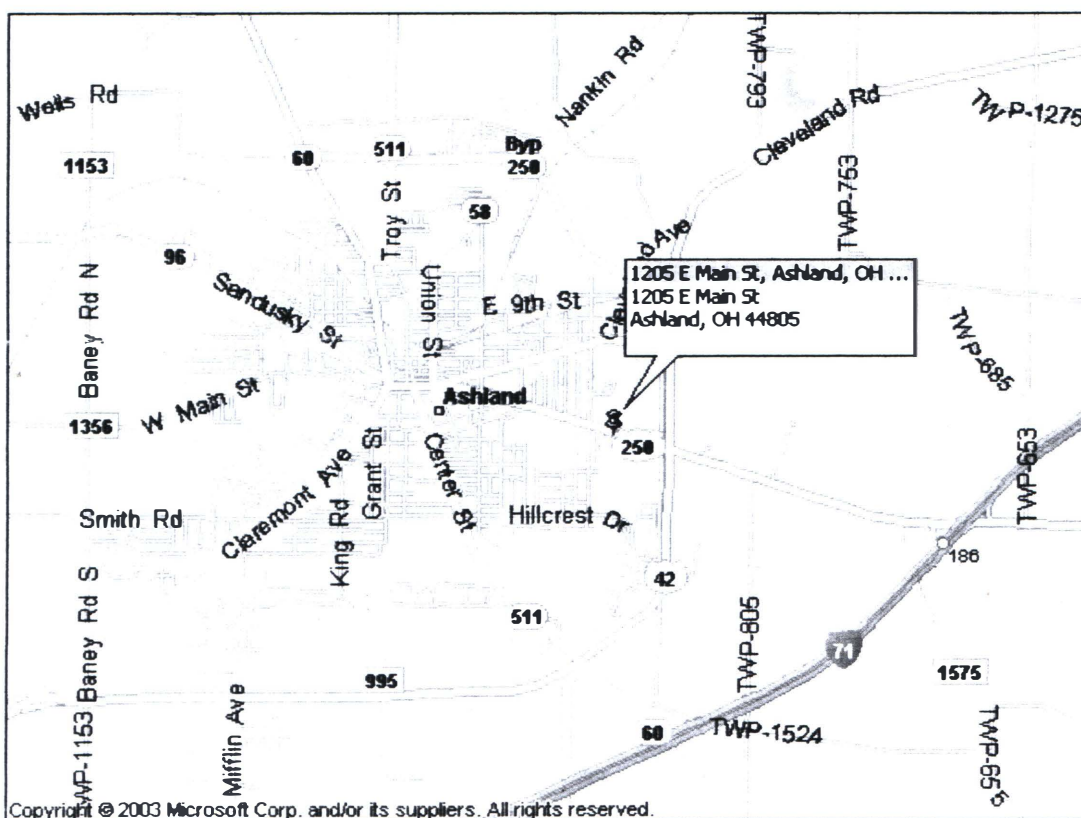 TWP-793
Nankin Rd
Wells Rd
Cleveland Rd
TWP-1275
1153
60
511
Byp
250
TWP-753
Troy St
58
96
Baney Rd N
Sandusky St
Union St
E 9th St
1205 E Main St, Ashland, OH ...
1205 E Main St
Ashland, OH 44805
TWP-685
W Main St
Ashland
1356
250
Claremont Ave
Grant St
Center St
TWP-653
Smith Rd
King Rd
Hillcrest Dr
186
42
Baney Rd S
511
TWP-805
71
995
1575
TWP-1153
Mifflin Ave
60
TWP-1524
TWP-655
Copyright © 2003 Microsoft Corp. and/or its suppliers. All rights reserved.